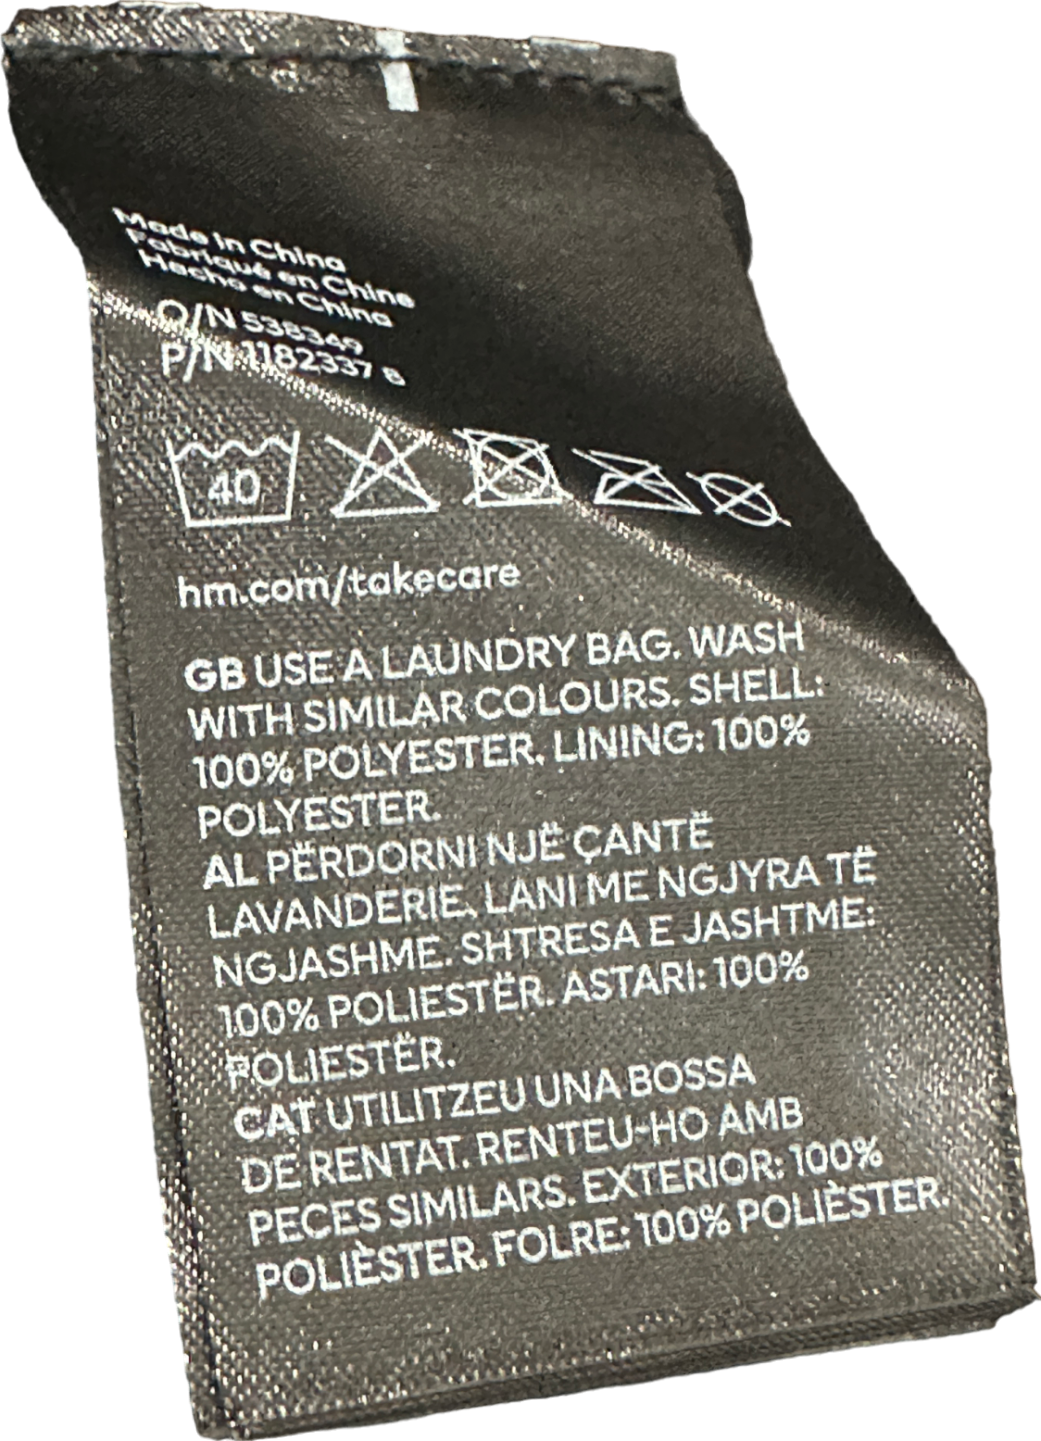 Made in China
Fabriqué en Chine
Hecho en China
O/N 538349
P/N 1182337 8
40
hm.com/takecare
GB USE A LAUNDRY BAG. WASH
WITH SIMILAR COLOURS. SHELL:
100% POLYESTER. LINING: 100%
POLYESTER.
AL PËRDORNI NJË ÇANTË
LAVANDERIE. LANI ME NGJYRA TË
NGJASHME. SHTRESA E JASHTME:
100% POLIESTËR. ASTARI: 100%
POLIESTËR.
CAT UTILITZEU UNA BOSSA
DE RENTAT. RENTEU-HO AMB
PECES SIMILARS. EXTERIOR: 100%
POLIÈSTER. FOLRE: 100% POLIÈSTER.